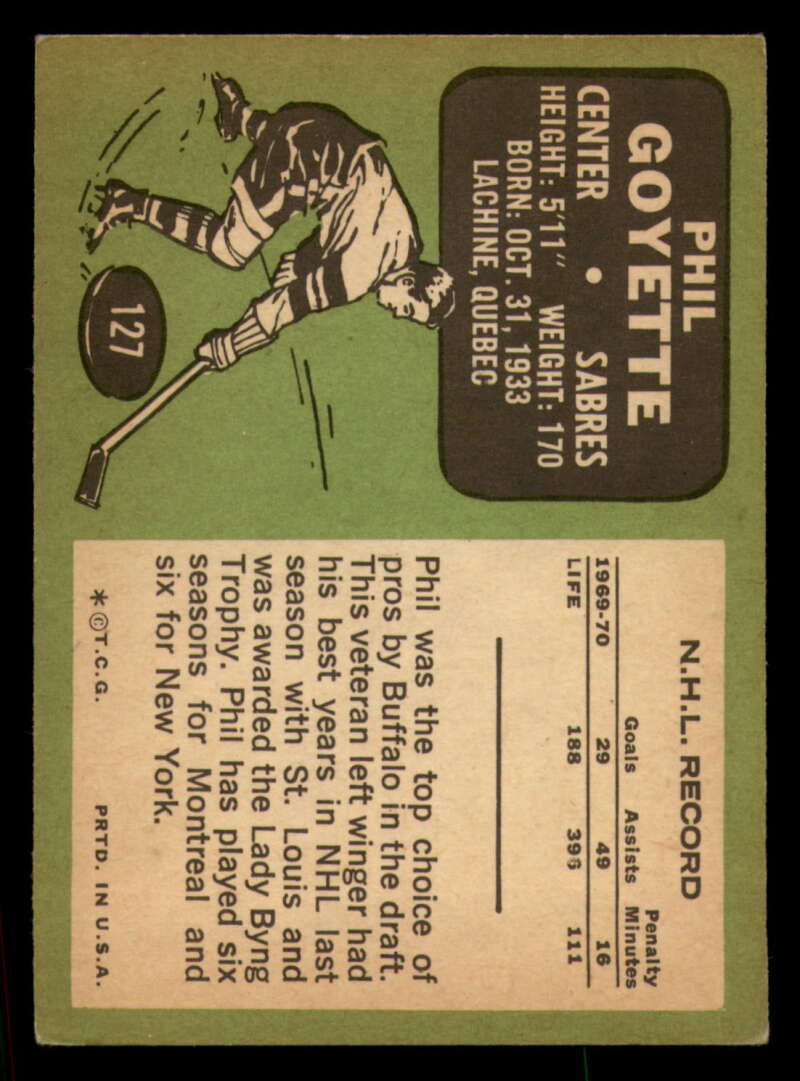 PHIL
GOYETTE
CENTER • SABRES
HEIGHT: 5'11" WEIGHT: 170
BORN: OCT. 31, 1933
LACHINE, QUEBEC
127
N.H.L. RECORD
Penalty
Goals Assists Minutes
1969-70 29 49 16
LIFE 188 396 111
Phil was the top choice of
pros by Buffalo in the draft.
This veteran left winger had
his best years in NHL last
season with St. Louis and
was awarded the Lady Byng
Trophy. Phil has played six
seasons for Montreal and
six for New York.
*©T.C.G. PRTD. IN U.S.A.